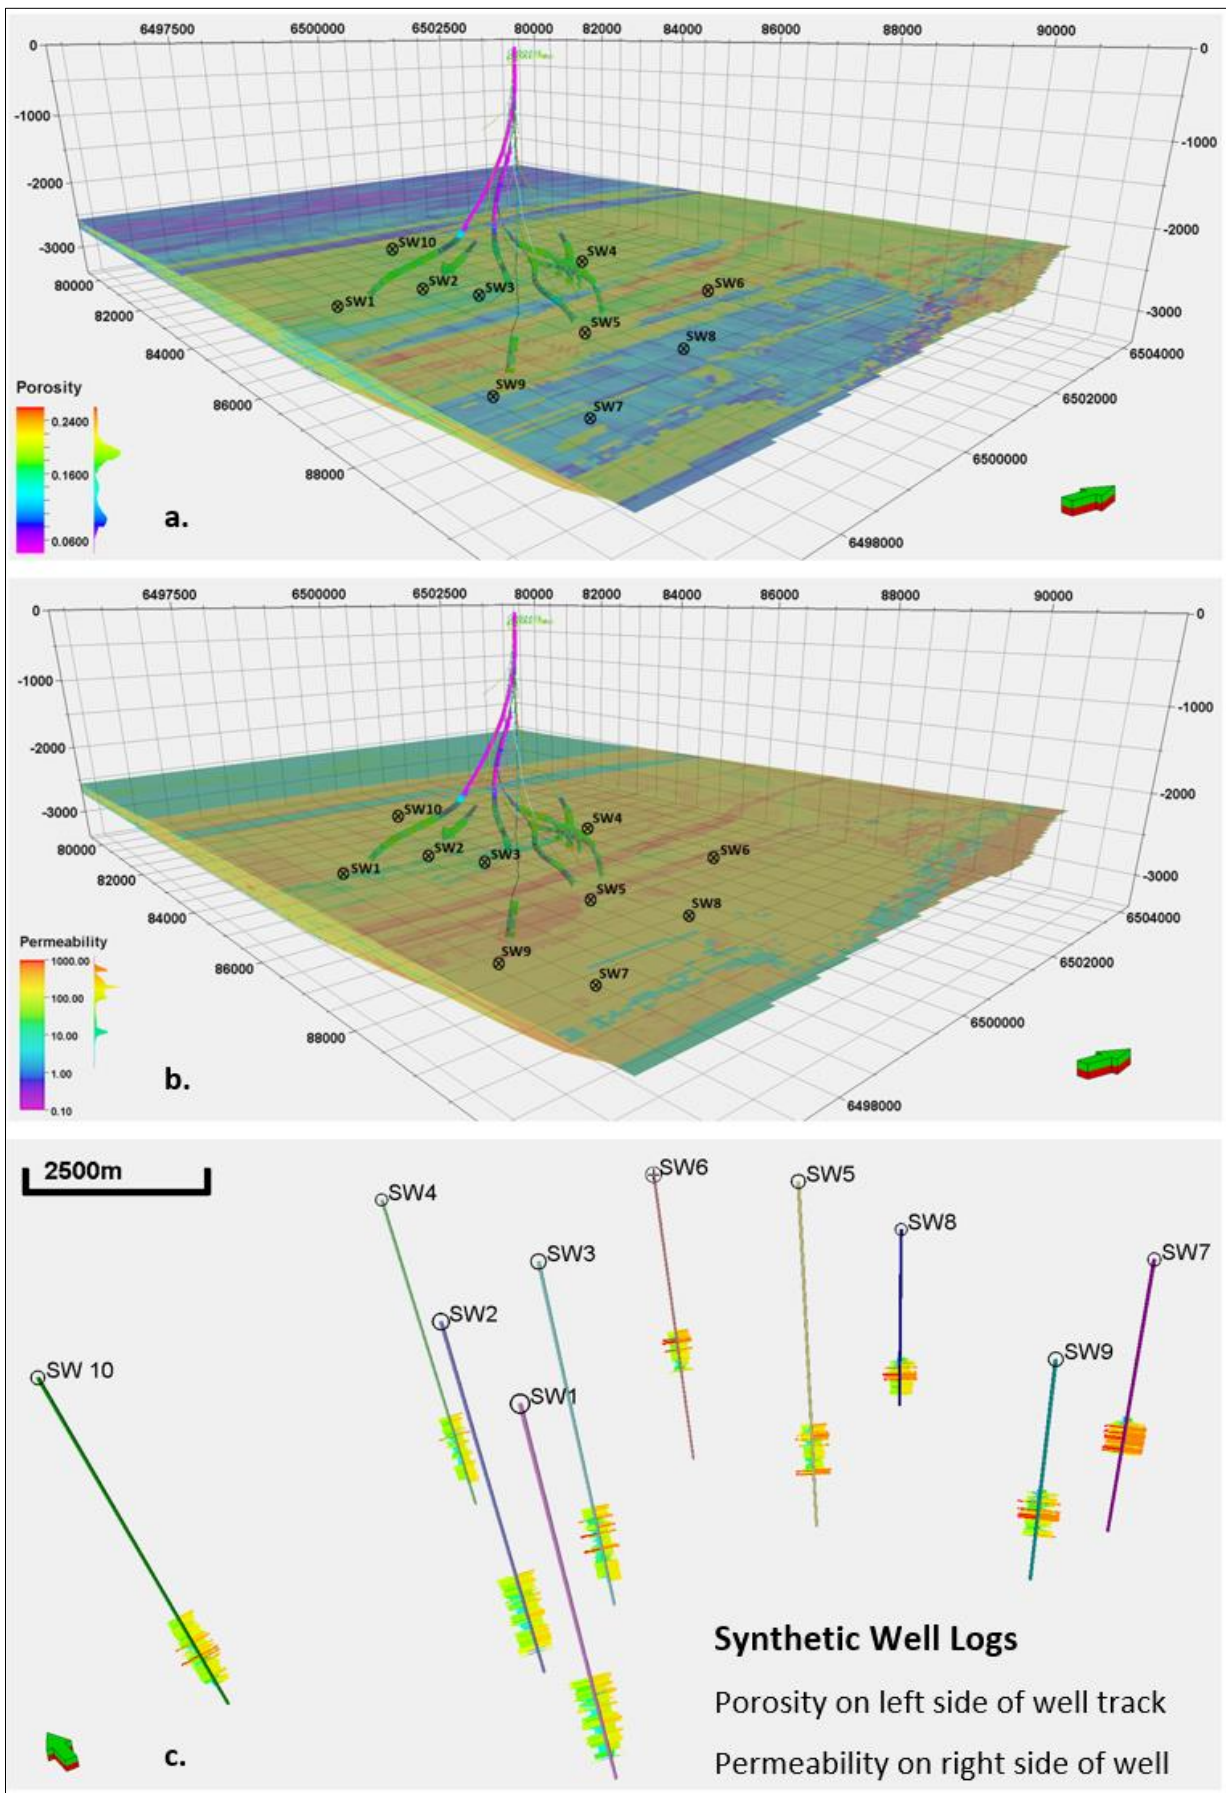 6497500 6500000 6502500 80000 82000 84000 86000 88000 90000
0 0
-1000 -1000
-2000 -2000
-3000 -3000
SW10 SW4
SW2 SW3 SW6
SW1 SW5
SW8
SW9
SW7
80000
82000
84000
86000
88000
6504000
6502000
6500000
6498000
Porosity
0.2400
0.1600
0.0600
a.
6497500 6500000 6502500 80000 82000 84000 86000 88000 90000
0 0
-1000 -1000
-2000 -2000
-3000 -3000
SW10 SW4
SW2 SW3 SW6
SW1 SW5
SW8
SW9
SW7
80000
82000
84000
86000
88000
6504000
6502000
6500000
6498000
Permeability
1000.00
100.00
10.00
1.00
0.10
b.
2500m
SW6
SW5
SW4
SW8
SW3
SW7
SW2
SW9
SW 10
SW1
Synthetic Well Logs
Porosity on left side of well track
Permeability on right side of well
c.